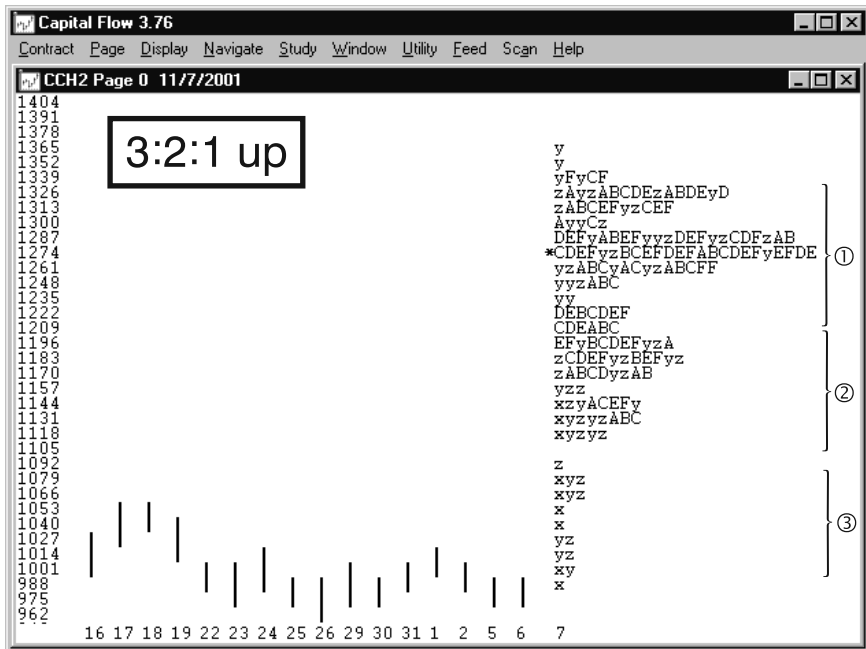 Capital Flow 3.76
Contract Page Display Navigate Study Window Utility Feed Scan Help
CCH2 Page 0 11/7/2001
3:2:1 up
1404
1391
1378
1365 y
1352 y
1339 yFyCF
1326 zAyzABCDEzABDEyD
1313 zABCEFyzCEF
1300 AyyCz
1287 DEFyABEFyyzDEFyzCDFzAB
1274 *CDEFyzBCEFDEFABCDEFyEFDE ①
1261 yzABCyACyzABCFF
1248 yyzABC
1235 yy
1222 DEBCDEF
1209 CDEABC
1196 EFyBCDEFyzA
1183 zCDEFyzBEFyz
1170 zABCDyzAB
1157 yzz ②
1144 xzyACEFy
1131 xyzyzABC
1118 xyzyz
1105
1092 z
1079 xyz
1066 xyz
1053 x
1040 x ③
1027 yz
1014 yz
1001 xy
988 x
975
962
16 17 18 19 22 23 24 25 26 29 30 31 1 2 5 6 7